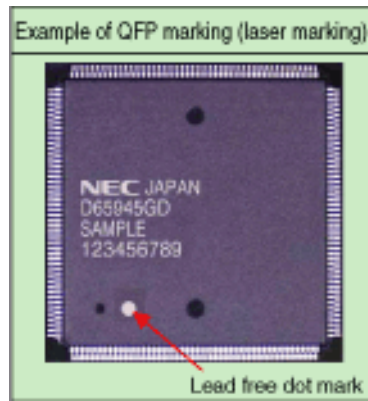 Example of QFP marking (laser marking)
NEC JAPAN
D65945GD
SAMPLE
123456789
Lead free dot mark